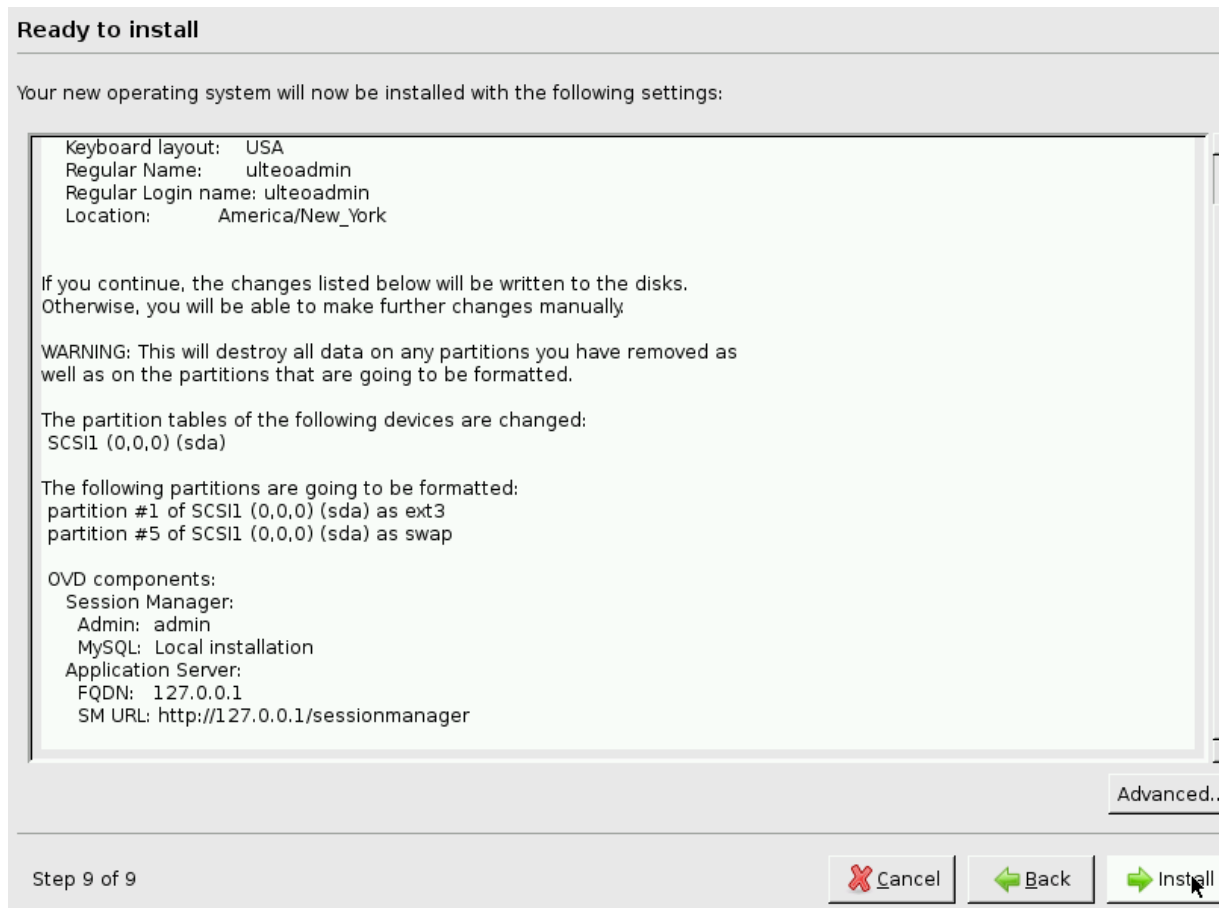 Ready to install
Your new operating system will now be installed with the following settings:
Keyboard layout: USA
Regular Name: ulteoadmin
Regular Login name: ulteoadmin
Location: America/New_York
If you continue, the changes listed below will be written to the disks.
Otherwise, you will be able to make further changes manually.
WARNING: This will destroy all data on any partitions you have removed as
well as on the partitions that are going to be formatted.
The partition tables of the following devices are changed:
SCSI1 (0,0,0) (sda)
The following partitions are going to be formatted:
partition #1 of SCSI1 (0,0,0) (sda) as ext3
partition #5 of SCSI1 (0,0,0) (sda) as swap
OVD components:
Session Manager:
Admin: admin
MySQL: Local installation
Application Server:
FQDN: 127.0.0.1
SM URL: http://127.0.0.1/sessionmanager
Advanced..
Step 9 of 9 Cancel Back Install